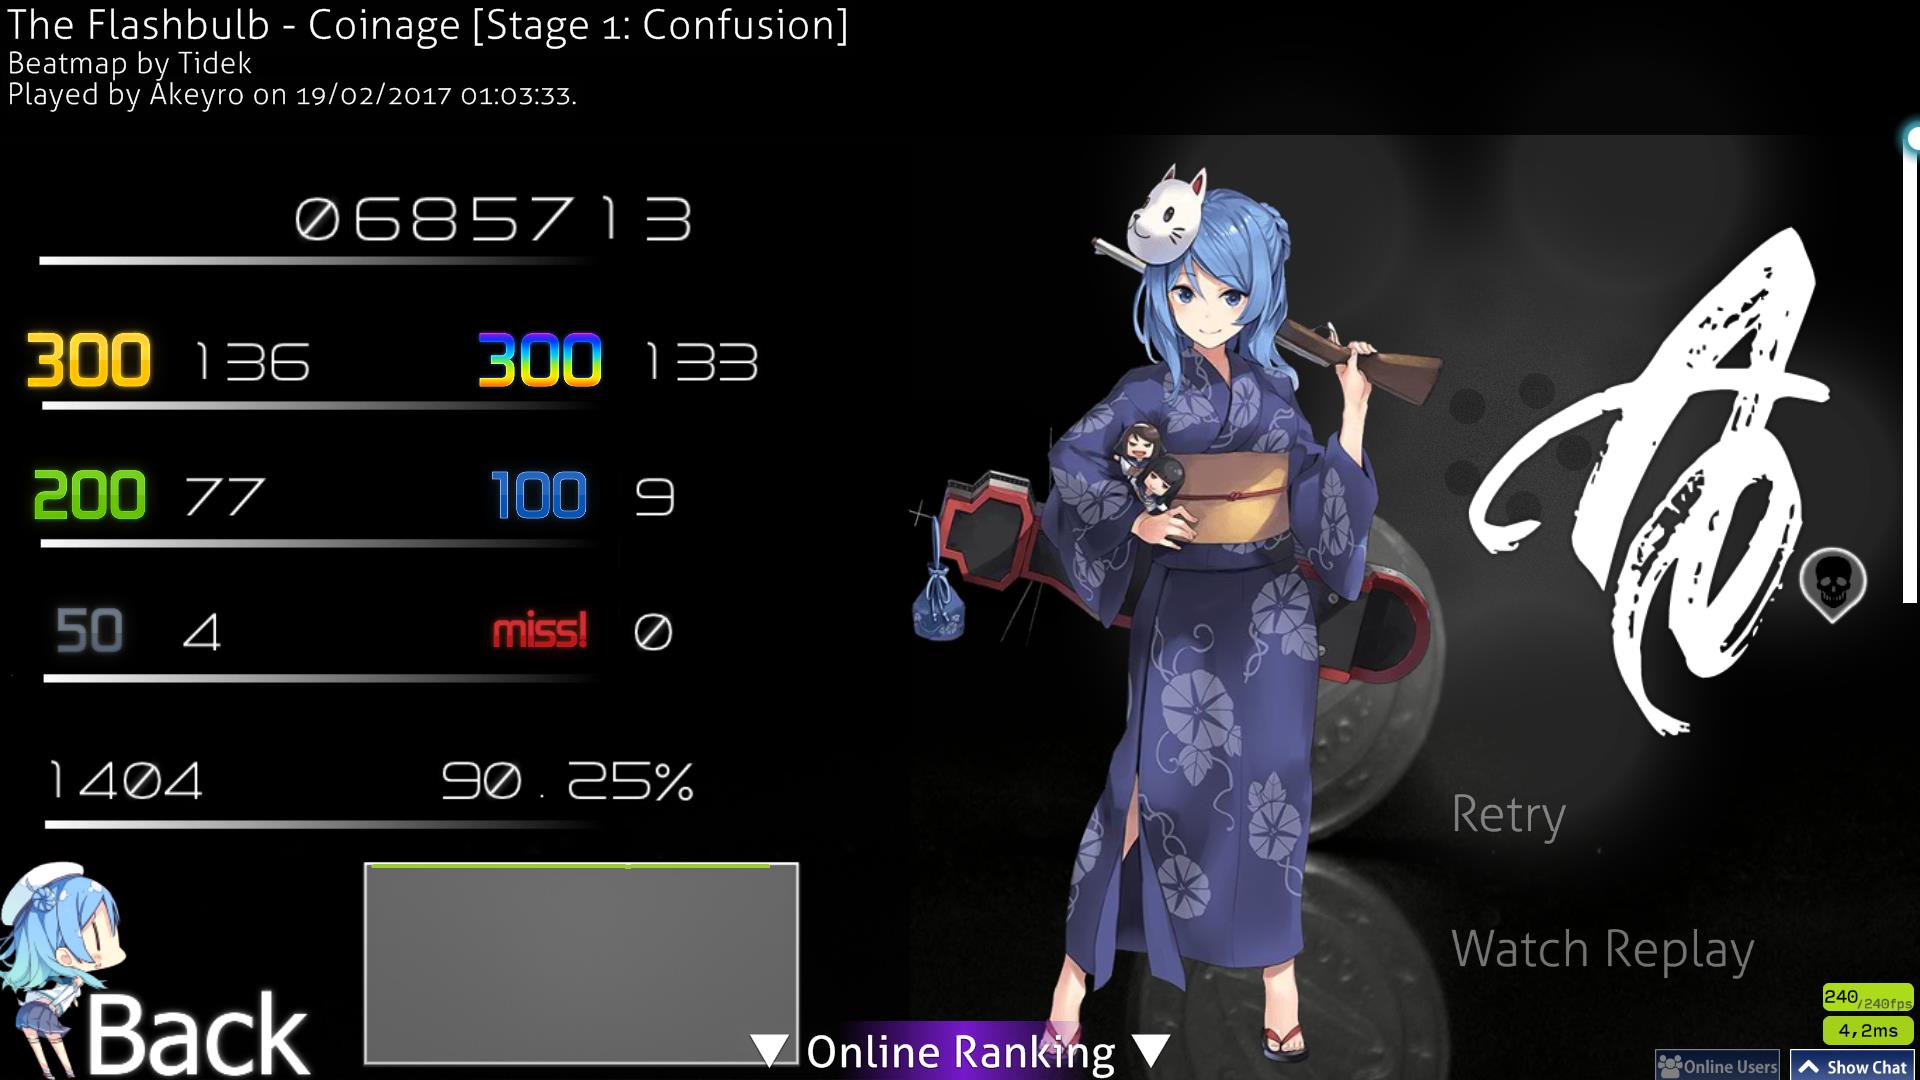 The Flashbulb - Coinage [Stage 1: Confusion]
Beatmap by Tidek
Played by Akeyro on 19/02/2017 01:03:33.
0685713
300 136 300 133
200 77 100 9
50 4 miss! 0
1404 90.25%
A
Retry
Watch Replay
Back
Online Ranking
240/240fps
4,2ms
Online Users
Show Chat